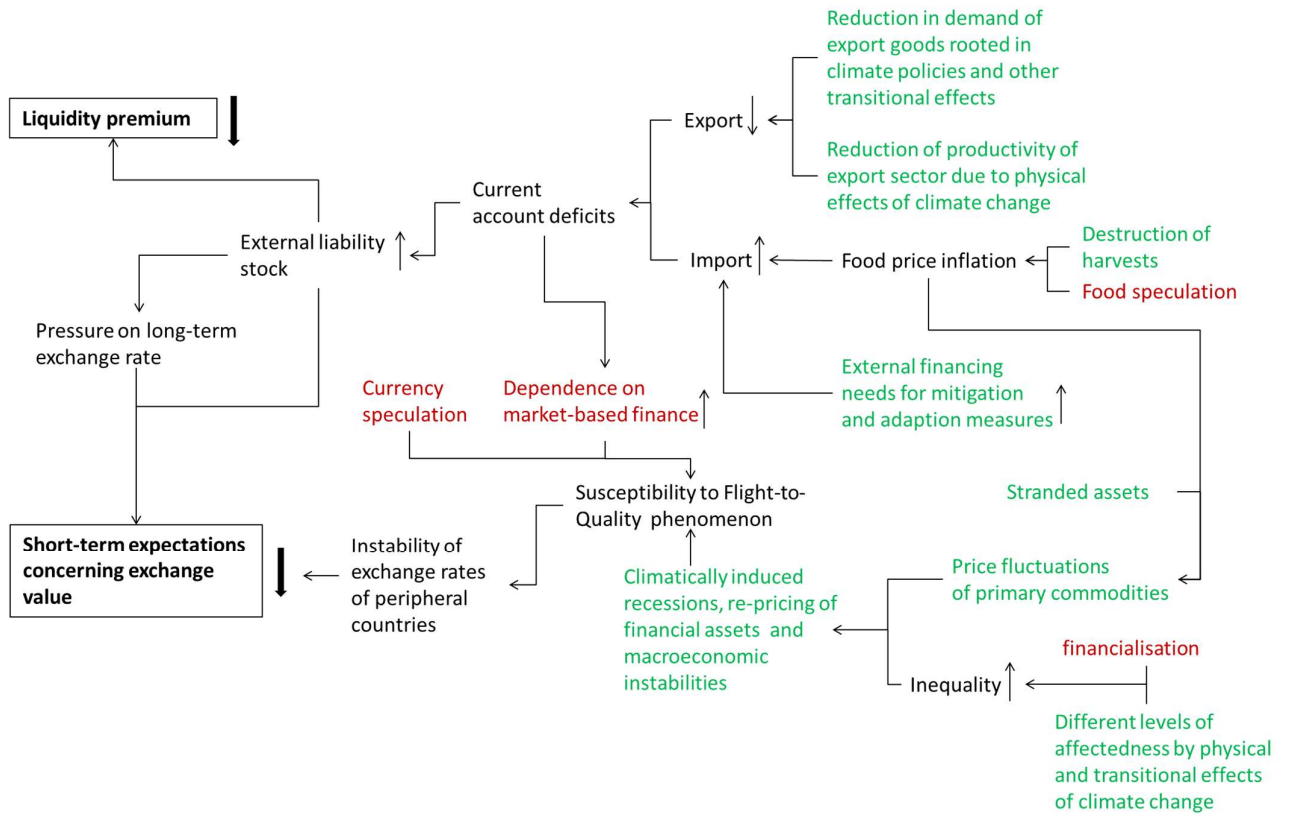 Reduction in demand of
export goods rooted in
climate policies and other
transitional effects
Liquidity premium
Export
Reduction of productivity of
export sector due to physical
effects of climate change
Current
account deficits
External liability
stock
Import
Food price inflation
Destruction of
harvests
Food speculation
Pressure on long-term
exchange rate
Currency
speculation
Dependence on
market-based finance
External financing
needs for mitigation
and adaption measures
Susceptibility to Flight-to-
Quality phenomenon
Stranded assets
Short-term expectations
concerning exchange
value
Instability of
exchange rates
of peripheral
countries
Climatically induced
recessions, re-pricing of
financial assets and
macroeconomic
instabilities
Price fluctuations
of primary commodities
financialisation
Inequality
Different levels of
affectedness by physical
and transitional effects
of climate change